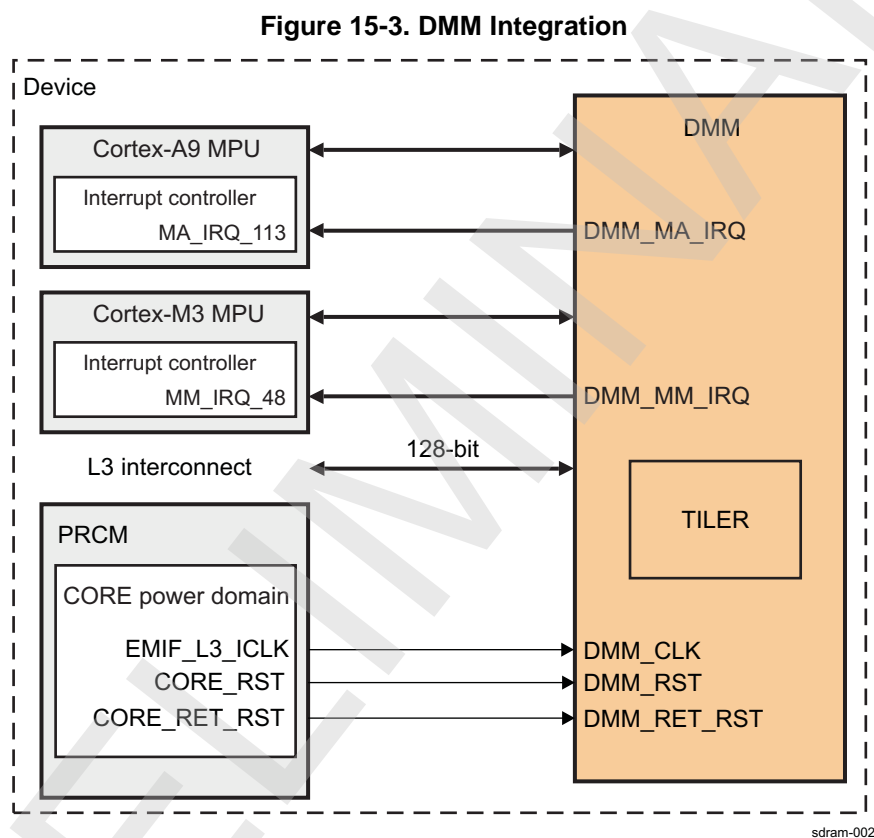 Figure 15-3. DMM Integration
Device
Cortex-A9 MPU
Interrupt controller
MA_IRQ_113
DMM
DMM_MA_IRQ
Cortex-M3 MPU
Interrupt controller
MM_IRQ_48
DMM_MM_IRQ
L3 interconnect
128-bit
TILER
PRCM
CORE power domain
EMIF_L3_ICLK
DMM_CLK
CORE_RST
DMM_RST
CORE_RET_RST
DMM_RET_RST
sdram-002